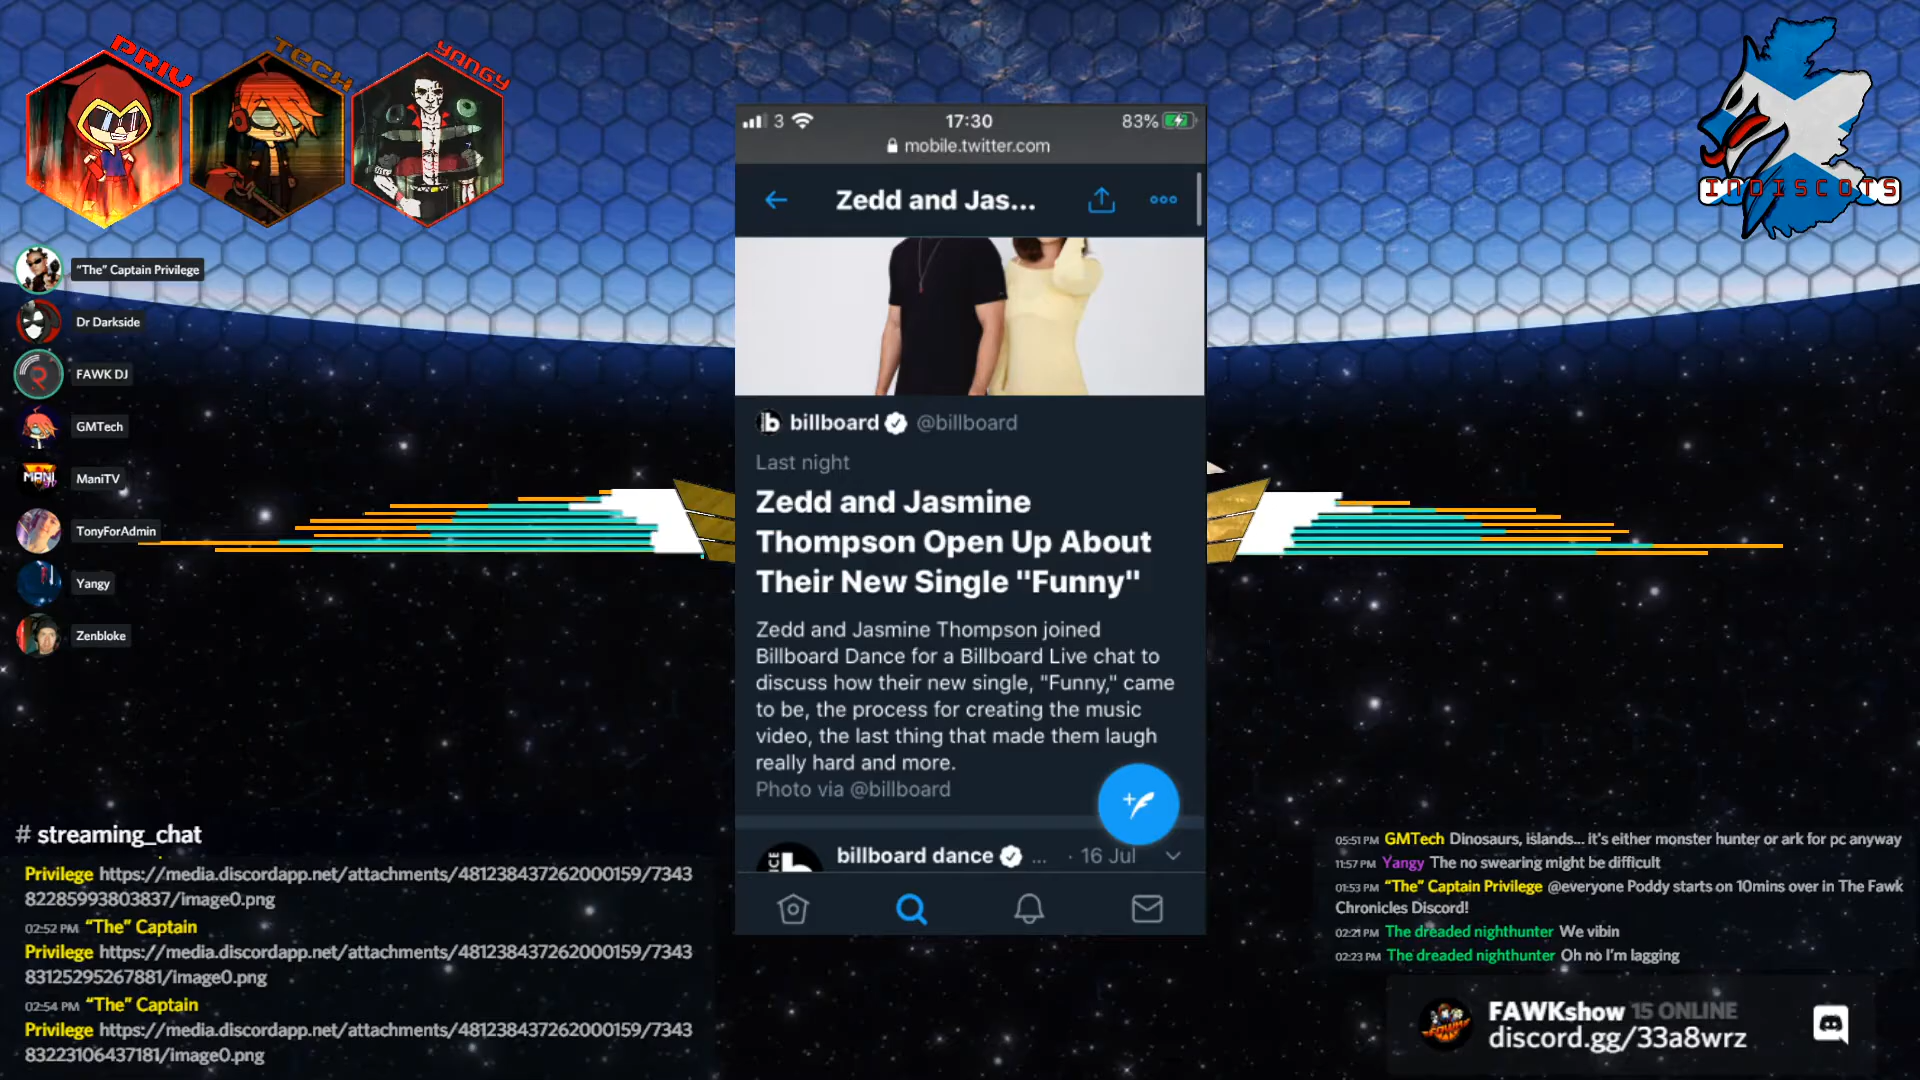 PRIV
TECH
YANGY
INDISCOTS
"The" Captain Privilege
Dr Darkside
FAWK DJ
GMTech
MANI
ManiTV
TonyForAdmin
Yangy
Zenbloke
3
17:30
83%
mobile.twitter.com
Zedd and Jas...
billboard @billboard
Last night
Zedd and Jasmine
Thompson Open Up About
Their New Single "Funny"
Zedd and Jasmine Thompson joined
Billboard Dance for a Billboard Live chat to
discuss how their new single, "Funny," came
to be, the process for creating the music
video, the last thing that made them laugh
really hard and more.
Photo via @billboard
billboard dance ... · 16 Jul
# streaming_chat
Privilege https://media.discordapp.net/attachments/481238437262000159/7343
82285993803837/image0.png
02:52 PM "The" Captain
Privilege https://media.discordapp.net/attachments/481238437262000159/7343
83125295267881/image0.png
02:54 PM "The" Captain
Privilege https://media.discordapp.net/attachments/481238437262000159/7343
83223106437181/image0.png
05:51 PM GMTech Dinosaurs, islands... it's either monster hunter or ark for pc anyway
11:57 PM Yangy The no swearing might be difficult
01:53 PM "The" Captain Privilege @everyone Poddy starts on 10mins over in The Fawk
Chronicles Discord!
02:21 PM The dreaded nighthunter We vibin
02:23 PM The dreaded nighthunter Oh no I'm lagging
FAWKshow 15 ONLINE
discord.gg/33a8wrz